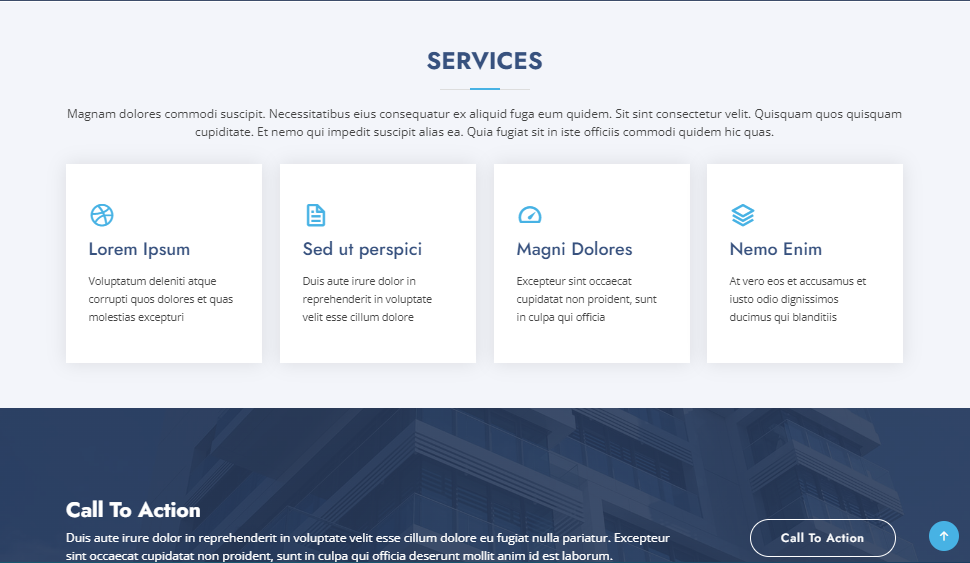 SERVICES
Magnam dolores commodi suscipit. Necessitatibus eius consequatur ex aliquid fuga eum quidem. Sit sint consectetur velit. Quisquam quos quisquam
cupiditate. Et nemo qui impedit suscipit alias ea. Quia fugiat sit in iste officiis commodi quidem hic quas.
Lorem Ipsum
Voluptatum deleniti atque
corrupti quos dolores et quas
molestias excepturi
Sed ut perspici
Duis aute irure dolor in
reprehenderit in voluptate
velit esse cillum dolore
Magni Dolores
Excepteur sint occaecat
cupidatat non proident, sunt
in culpa qui officia
Nemo Enim
At vero eos et accusamus et
iusto odio dignissimos
ducimus qui blanditiis
Call To Action
Duis aute irure dolor in reprehenderit in voluptate velit esse cillum dolore eu fugiat nulla pariatur. Excepteur
sint occaecat cupidatat non proident, sunt in culpa qui officia deserunt mollit anim id est laborum.
Call To Action